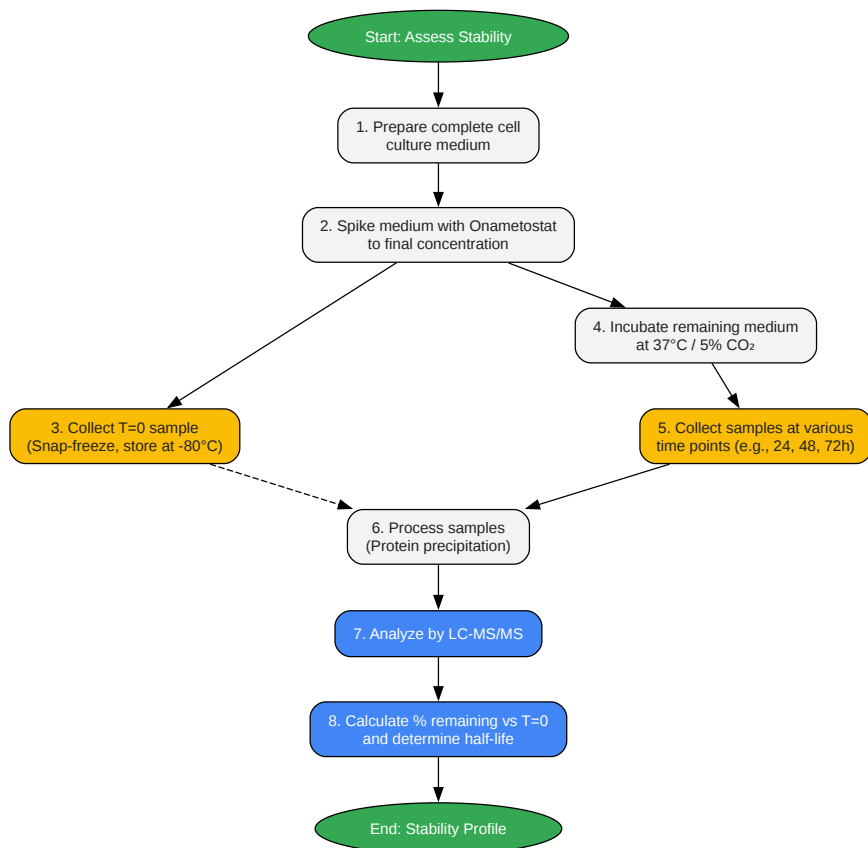 Start: Assess Stability
1. Prepare complete cell
culture medium
2. Spike medium with Onametostat
to final concentration
4. Incubate remaining medium
at 37°C / 5% CO₂
3. Collect T=0 sample
(Snap-freeze, store at -80°C)
5. Collect samples at various
time points (e.g., 24, 48, 72h)
6. Process samples
(Protein precipitation)
7. Analyze by LC-MS/MS
8. Calculate % remaining vs T=0
and determine half-life
End: Stability Profile